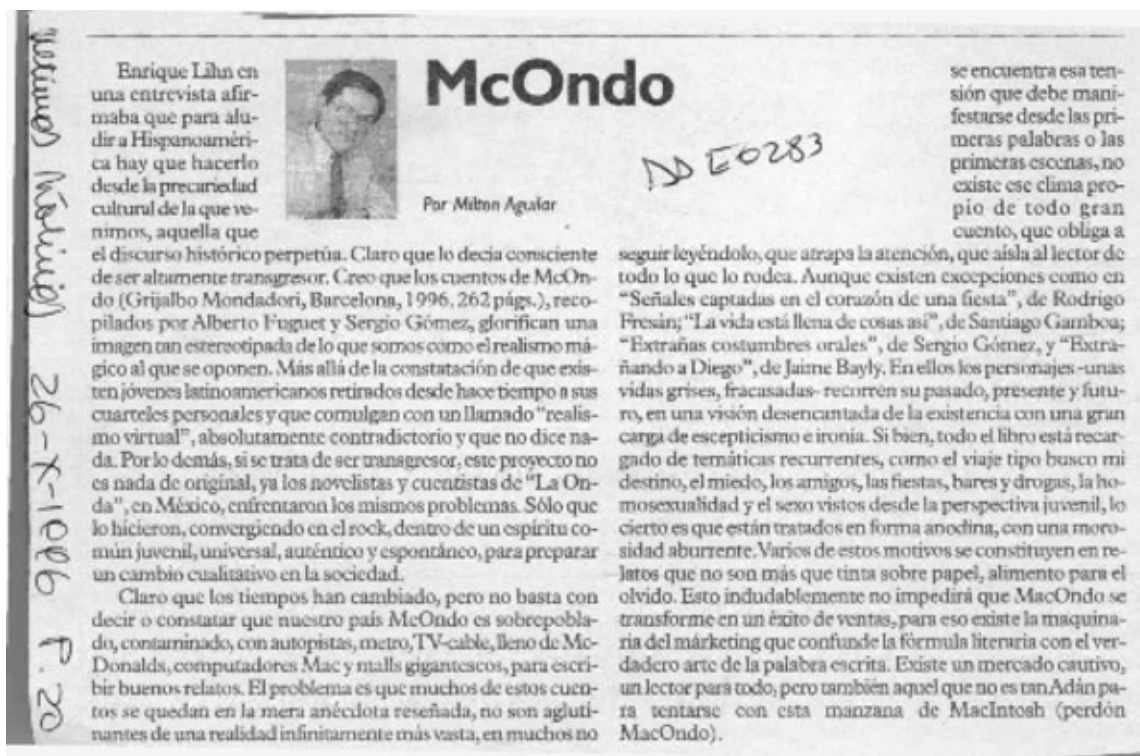 McOndo
Por Milton Aguilar
Enrique Lihn en
una entrevista afir-
maba que para alu-
dir a Hispanoaméri-
ca hay que hacerlo
desde la precariedad
cultural de la que ve-
nimos, aquella que
el discurso histórico perpetúa. Claro que lo decía consciente
de ser altamente transgresor. Creo que los cuentos de McOn-
do (Grijalbo Mondadori, Barcelona, 1996, 262 págs.), reco-
pilados por Alberto Fuguet y Sergio Gómez, glorifican una
imagen tan estereotipada de lo que somos como el realismo má-
gico al que se oponen. Más allá de la constatación de que exis-
ten jóvenes latinoamericanos retirados desde hace tiempo a sus
cuarteles personales y que comulgan con un llamado "realis-
mo virtual", absolutamente contradictorio y que no dice na-
da. Por lo demás, si se trata de ser transgresor, este proyecto no
es nada de original, ya los novelistas y cuentistas de "La On-
da", en México, enfrentaron los mismos problemas. Sólo que
lo hicieron, convergiendo en el rock, dentro de un espíritu co-
mún juvenil, universal, auténtico y espontáneo, para preparar
un cambio cualitativo en la sociedad.
Claro que los tiempos han cambiado, pero no basta con
decir o constatar que nuestro país McOndo es sobrepobla-
do, contaminado, con autopistas, metro, TV-cable, lleno de Mc-
Donalds, computadores Mac y malls gigantescos, para escri-
bir buenos relatos. El problema es que muchos de estos cuen-
tos se quedan en la mera anécdota reseñada, no son agluti-
nantes de una realidad infinitamente más vasta, en muchos no
se encuentra esa ten-
sión que debe mani-
festarse desde las pri-
meras palabras o las
primeras escenas, no
existe ese clima pro-
pio de todo gran
cuento, que obliga a
seguir leyéndolo, que atrapa la atención, que aísla al lector de
todo lo que lo rodea. Aunque existen excepciones como en
"Señales captadas en el corazón de una fiesta", de Rodrigo
Fresán; "La vida está llena de cosas así", de Santiago Gamboa;
"Extrañas costumbres orales", de Sergio Gómez, y "Extra-
ñando a Diego", de Jaime Bayly. En ellos los personajes -unas
vidas grises, fracasadas- recorren su pasado, presente y futu-
ro, en una visión desencantada de la existencia con una gran
carga de escepticismo e ironía. Si bien, todo el libro está recar-
gado de temáticas recurrentes, como el viaje tipo busco mi
destino, el miedo, los amigos, las fiestas, bares y drogas, la ho-
mosexualidad y el sexo vistos desde la perspectiva juvenil, lo
cierto es que están tratados en forma anodina, con una moro-
sidad aburrente. Varios de estos motivos se constituyen en re-
latos que no son más que tinta sobre papel, alimento para el
olvido. Esto indudablemente no impedirá que MacOndo se
transforme en un éxito de ventas, para eso existe la maquina-
ria del márketing que confunde la fórmula literaria con el ver-
dadero arte de la palabra escrita. Existe un mercado cautivo,
un lector para todo, pero también aquel que no es tan Adán pa-
ra tentarse con esta manzana de MacIntosh (perdón
MacOndo).
E0283
26-X-1996 P. 20